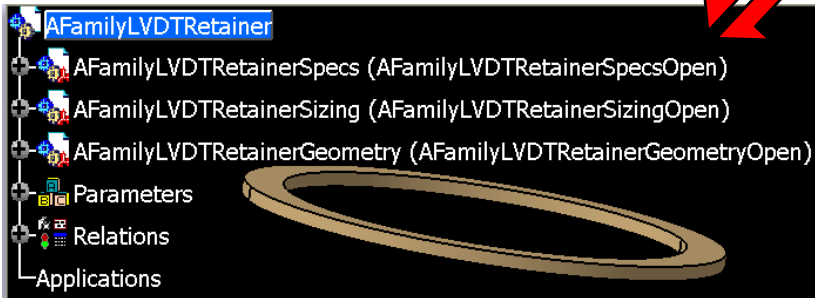 AFamilyLVDTRetainer
AFamilyLVDTRetainerSpecs (AFamilyLVDTRetainerSpecsOpen)
AFamilyLVDTRetainerSizing (AFamilyLVDTRetainerSizingOpen)
AFamilyLVDTRetainerGeometry (AFamilyLVDTRetainerGeometryOpen)
Parameters
Relations
Applications